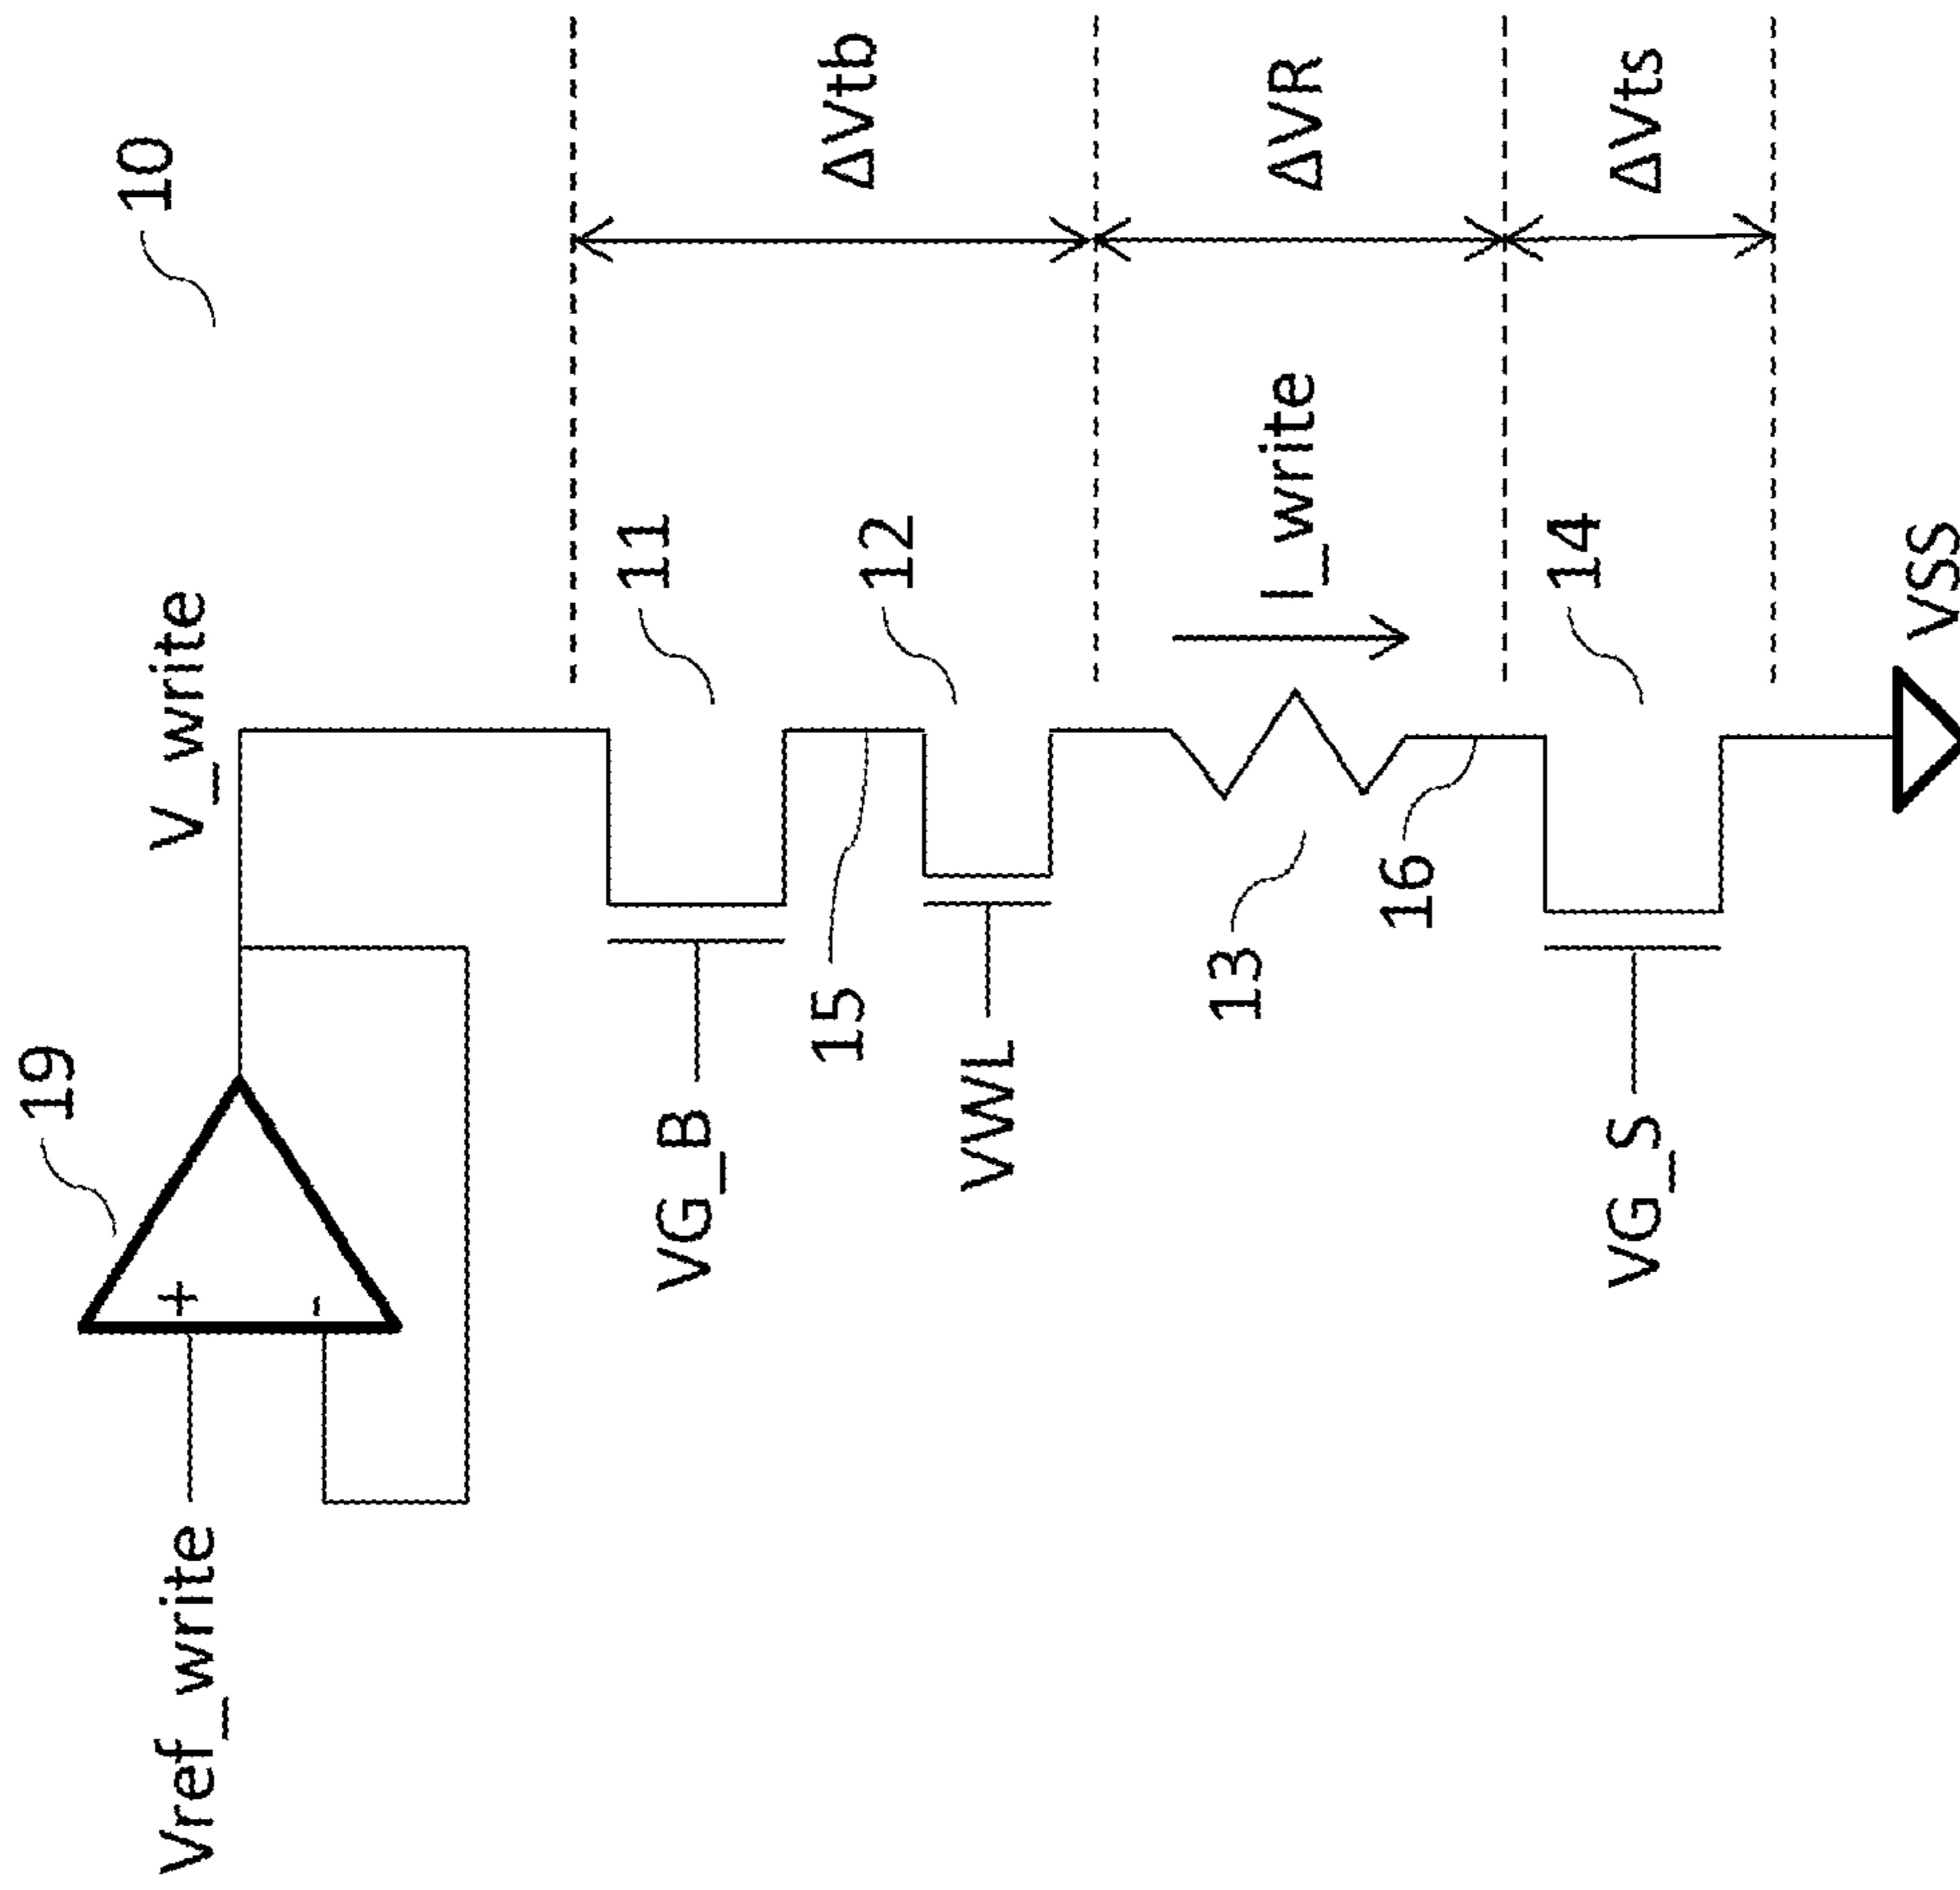 19
10
Vref_write
+
V_write
-
11
VG_B
15
12
ΔVtb
VWL
13
I_write
ΔVR
16
14
VG_S
ΔVts
VSS